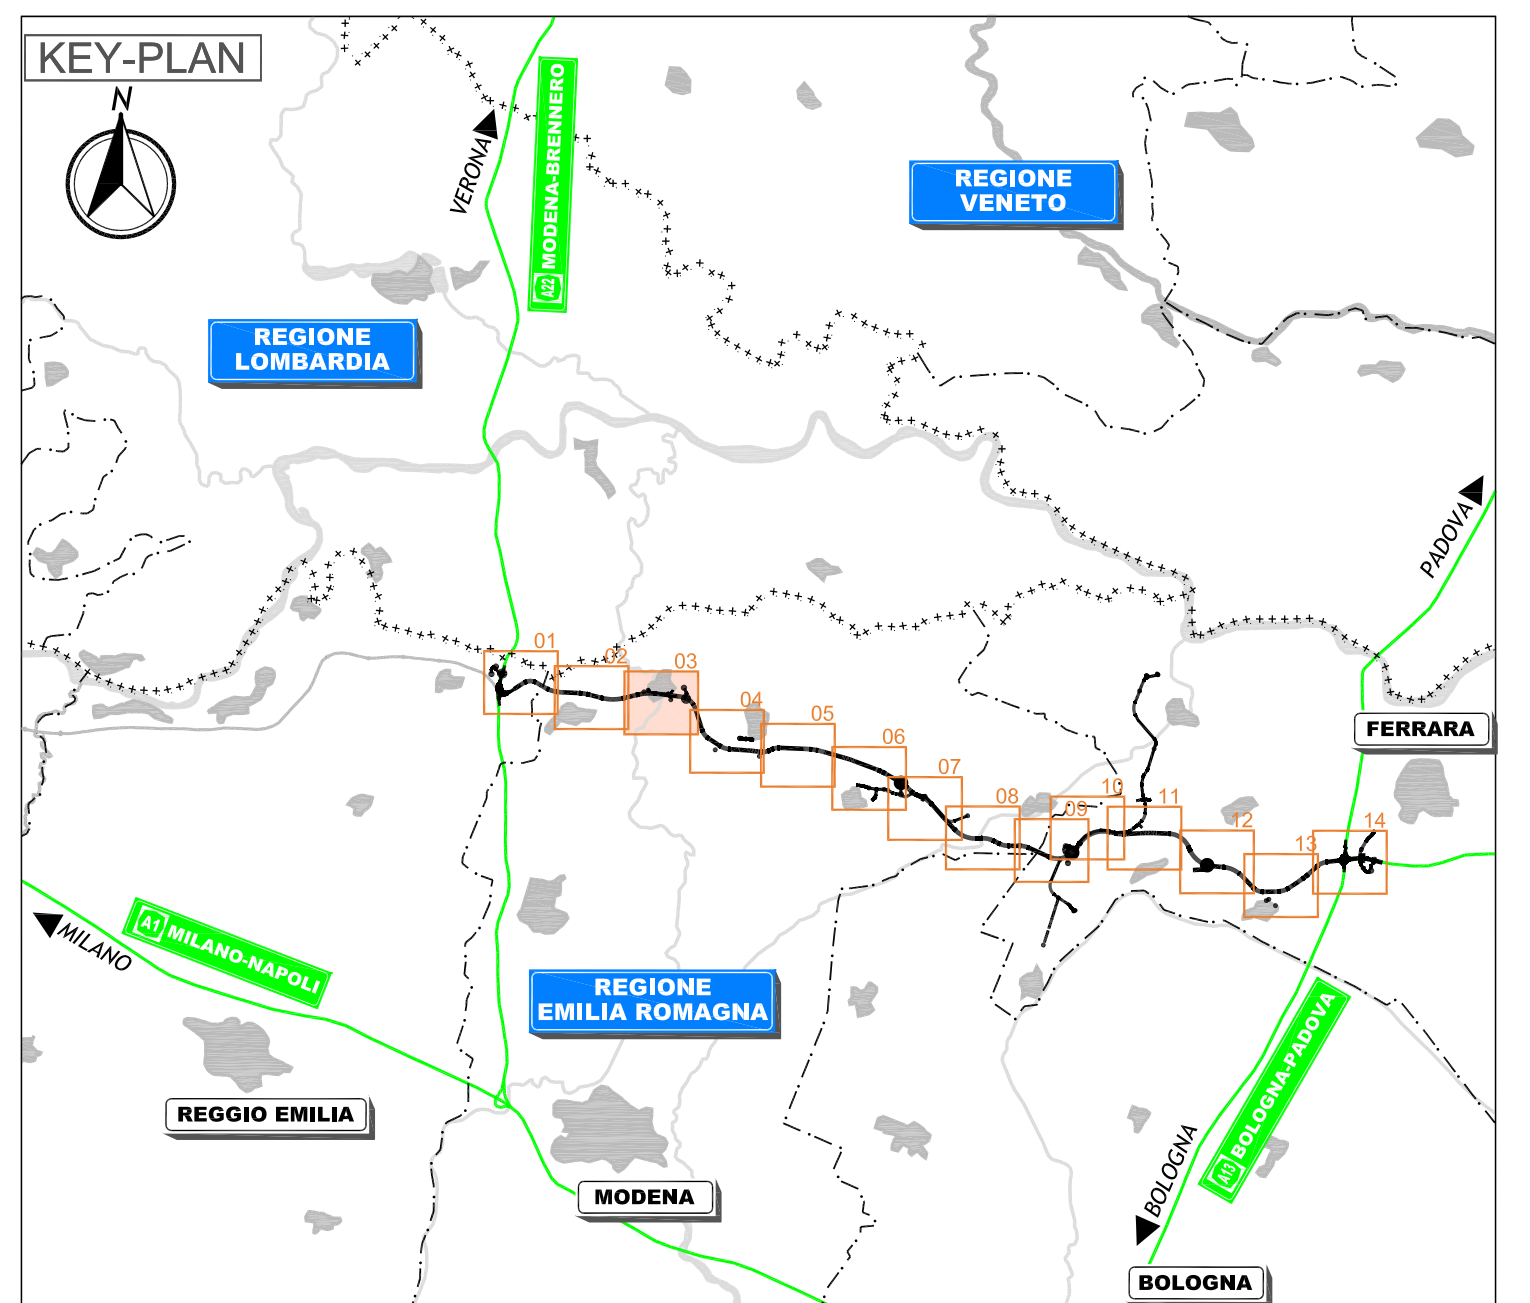 KEY-PLAN
N
VERONA
A22 MODENA-BRENNERO
REGIONE
VENETO
REGIONE
LOMBARDIA
PADOVA
01
02
03
04
05
06
07
08
09
10
11
12
13
14
FERRARA
A1 MILANO-NAPOLI
MILANO
REGIONE
EMILIA ROMAGNA
A13 BOLOGNA-PADOVA
REGGIO EMILIA
MODENA
BOLOGNA
BOLOGNA